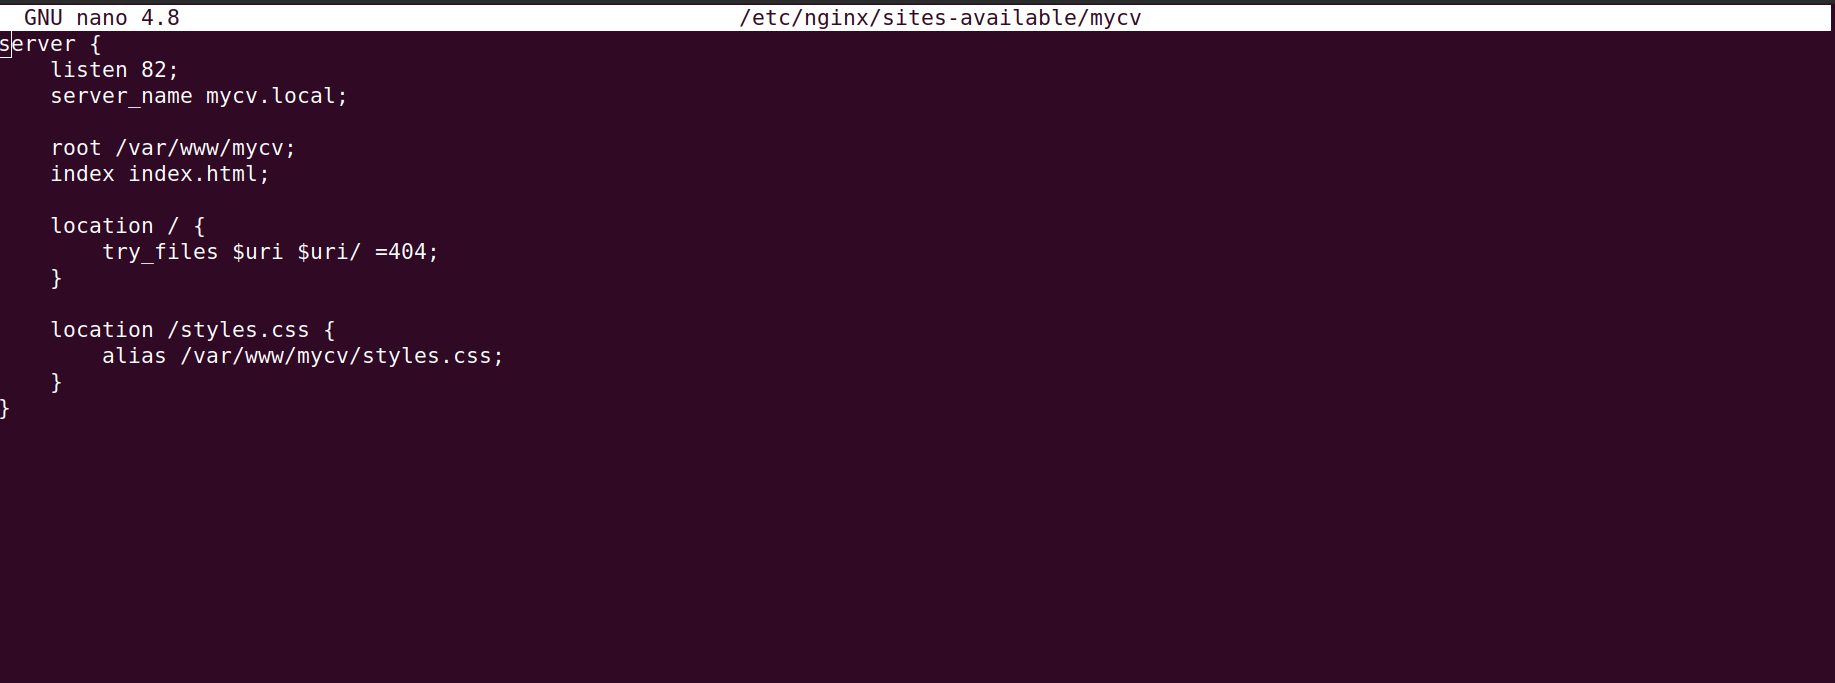 GNU nano 4.8 /etc/nginx/sites-available/mycv
server {
    listen 82;
    server_name mycv.local;

    root /var/www/mycv;
    index index.html;

    location / {
        try_files $uri $uri/ =404;
    }

    location /styles.css {
        alias /var/www/mycv/styles.css;
    }
}